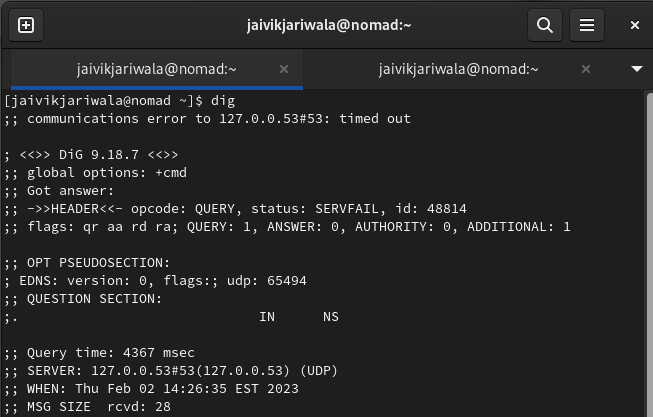 jaivikjariwala@nomad:~
jaivikjariwala@nomad:~ × jaivikjariwala@nomad:~ ×
[jaivikjariwala@nomad ~]$ dig
;; communications error to 127.0.0.53#53: timed out

; <<>> DiG 9.18.7 <<>>
;; global options: +cmd
;; Got answer:
;; ->>HEADER<<- opcode: QUERY, status: SERVFAIL, id: 48814
;; flags: qr aa rd ra; QUERY: 1, ANSWER: 0, AUTHORITY: 0, ADDITIONAL: 1

;; OPT PSEUDOSECTION:
; EDNS: version: 0, flags:; udp: 65494
;; QUESTION SECTION:
;.                              IN      NS

;; Query time: 4367 msec
;; SERVER: 127.0.0.53#53(127.0.0.53) (UDP)
;; WHEN: Thu Feb 02 14:26:35 EST 2023
;; MSG SIZE  rcvd: 28